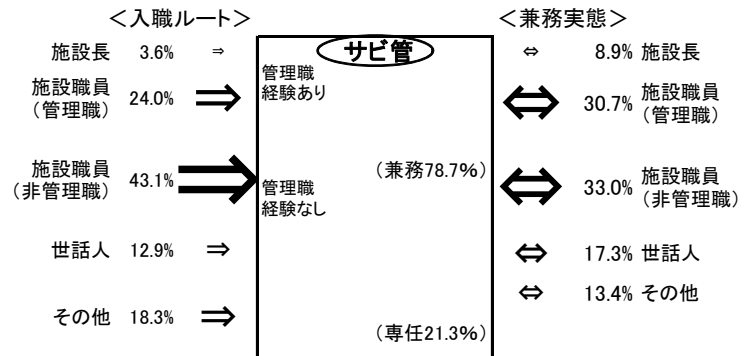 ＜入職ルート＞
＜兼務実態＞
サビ管
施設長 3.6% ⇒
⇔ 8.9% 施設長
管理職
経験あり
施設職員
（管理職）
24.0%
30.7%
施設職員
（管理職）
施設職員
（非管理職）
43.1%
管理職
経験なし
（兼務78.7%）
33.0%
施設職員
（非管理職）
世話人 12.9% ⇒
⇔ 17.3% 世話人
⇔ 13.4% その他
その他 18.3% ⇒
（専任21.3%）